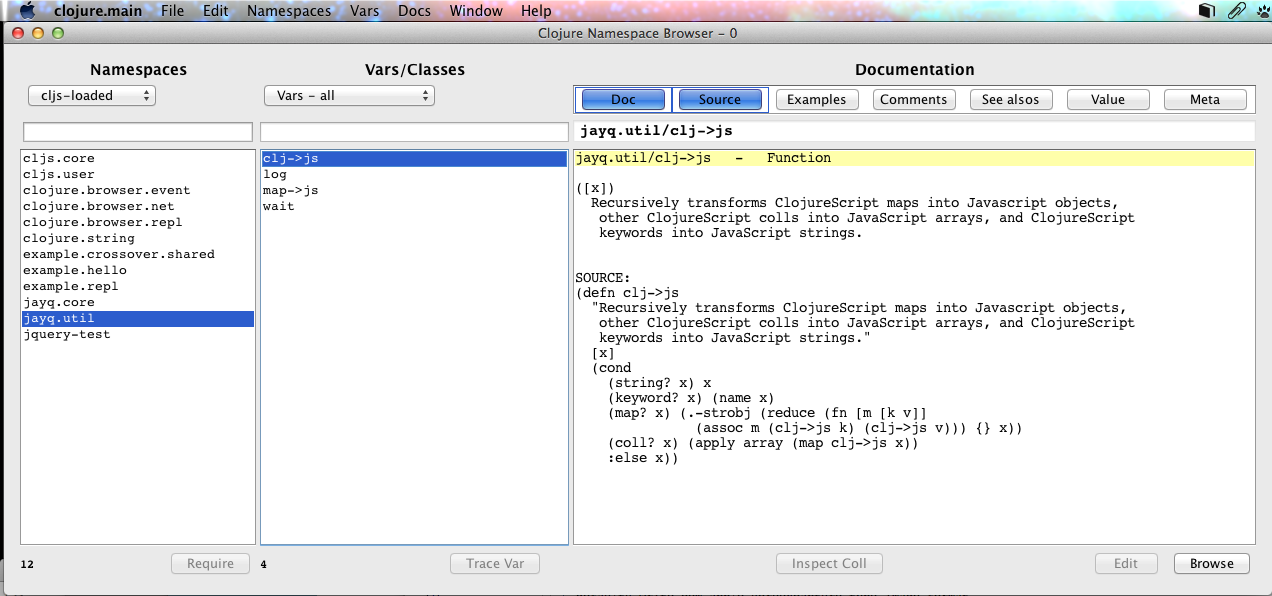 clojure.main File Edit Namespaces Vars Docs Window Help
Clojure Namespace Browser - 0
Namespaces
Vars/Classes
Documentation
cljs-loaded
Vars - all
Doc Source Examples Comments See alsos Value Meta
jayq.util/clj->js
cljs.core
cljs.user
clojure.browser.event
clojure.browser.net
clojure.browser.repl
clojure.string
example.crossover.shared
example.hello
example.repl
jayq.core
jayq.util
jquery-test
clj->js
log
map->js
wait
jayq.util/clj->js - Function
([x])
Recursively transforms ClojureScript maps into Javascript objects,
other ClojureScript colls into JavaScript arrays, and ClojureScript
keywords into JavaScript strings.
SOURCE:
(defn clj->js
"Recursively transforms ClojureScript maps into Javascript objects,
other ClojureScript colls into JavaScript arrays, and ClojureScript
keywords into JavaScript strings."
[x]
(cond
(string? x) x
(keyword? x) (name x)
(map? x) (.-strobj (reduce (fn [m [k v]]
(assoc m (clj->js k) (clj->js v))) {} x))
(coll? x) (apply array (map clj->js x))
:else x))
12
Require
4
Trace Var
Inspect Coll
Edit
Browse